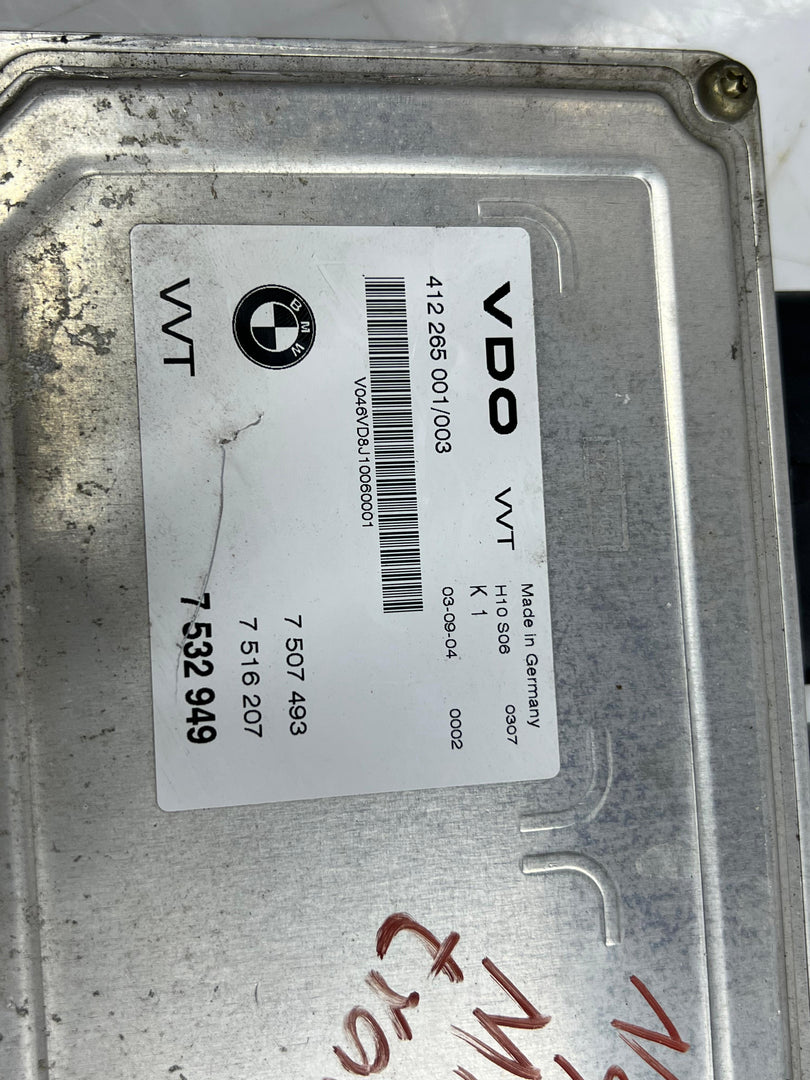 VDO VVT
Made in Germany
H10 S06 0307
K 1
412 265 001/003
03-09-04 0002
V046VD8J10060001
BMW
VVT
7 507 493
7 516 207
7 532 949